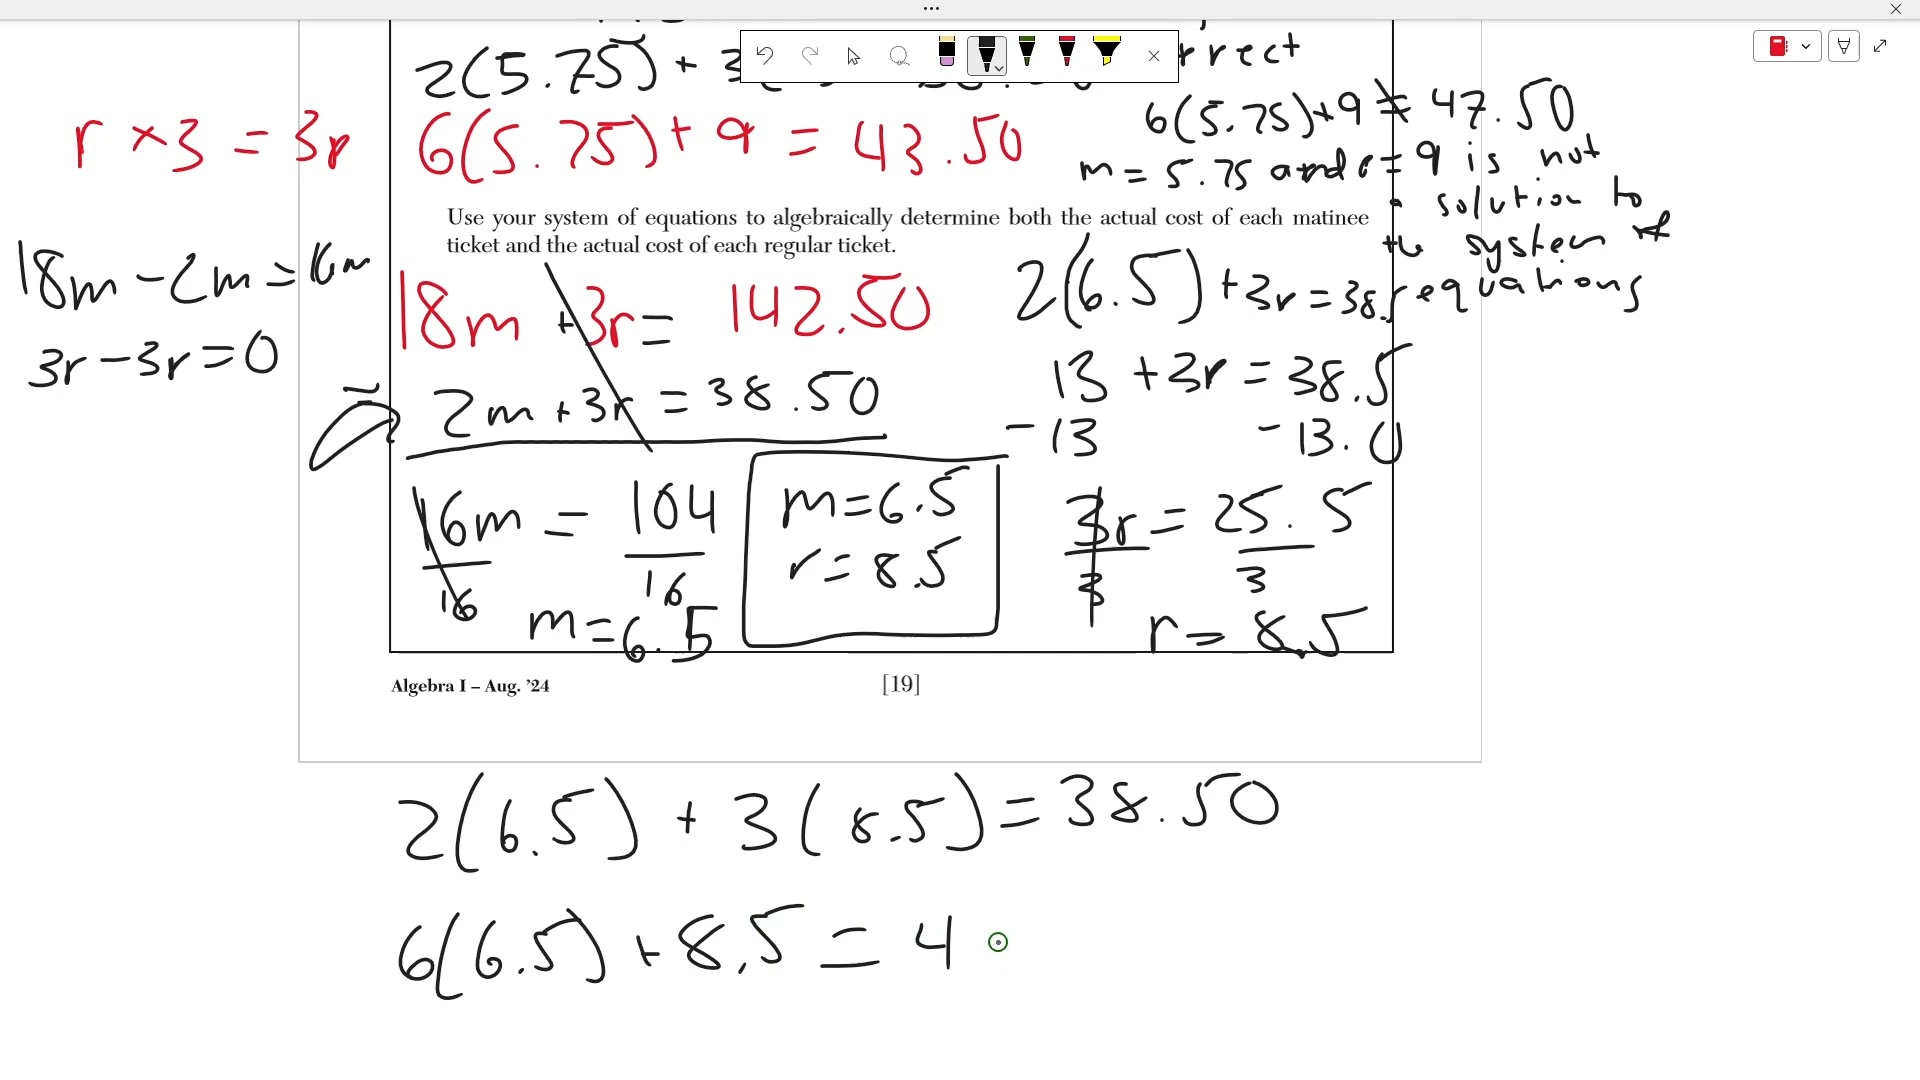 2(5.75) + 3
rrect
r × 3 = 3r
6(5.75) + 9 = 43.50
6(5.75)+9 ≠ 47.50
m = 5.75 and r = 9 is not
a solution to
the system of
equations
Use your system of equations to algebraically determine both the actual cost of each matinee
ticket and the actual cost of each regular ticket.
18m - 2m = 16m
3r - 3r = 0
18m + 3r = 142.50
- 2m + 3r = 38.50
16m = 104
16 16
m = 6.5
m = 6.5
r = 8.5
2(6.5) + 3r = 38.5
13 + 3r = 38.5
- 13 - 13.0
3r = 25.5
3 3
r = 8.5
Algebra I – Aug. ’24
[19]
2(6.5) + 3(8.5) = 38.50
6(6.5) + 8.5 = 4